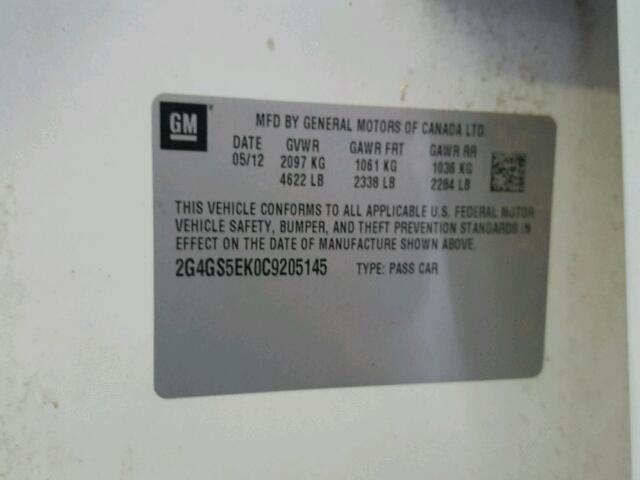 GM
MFD BY GENERAL MOTORS OF CANADA LTD.
DATE GVWR GAWR FRT GAWR RR
05/12 2097 KG 1061 KG 1036 KG
4622 LB 2338 LB 2284 LB
THIS VEHICLE CONFORMS TO ALL APPLICABLE U.S. FEDERAL MOTOR
VEHICLE SAFETY, BUMPER, AND THEFT PREVENTION STANDARDS IN
EFFECT ON THE DATE OF MANUFACTURE SHOWN ABOVE.
2G4GS5EK0C9205145 TYPE: PASS CAR